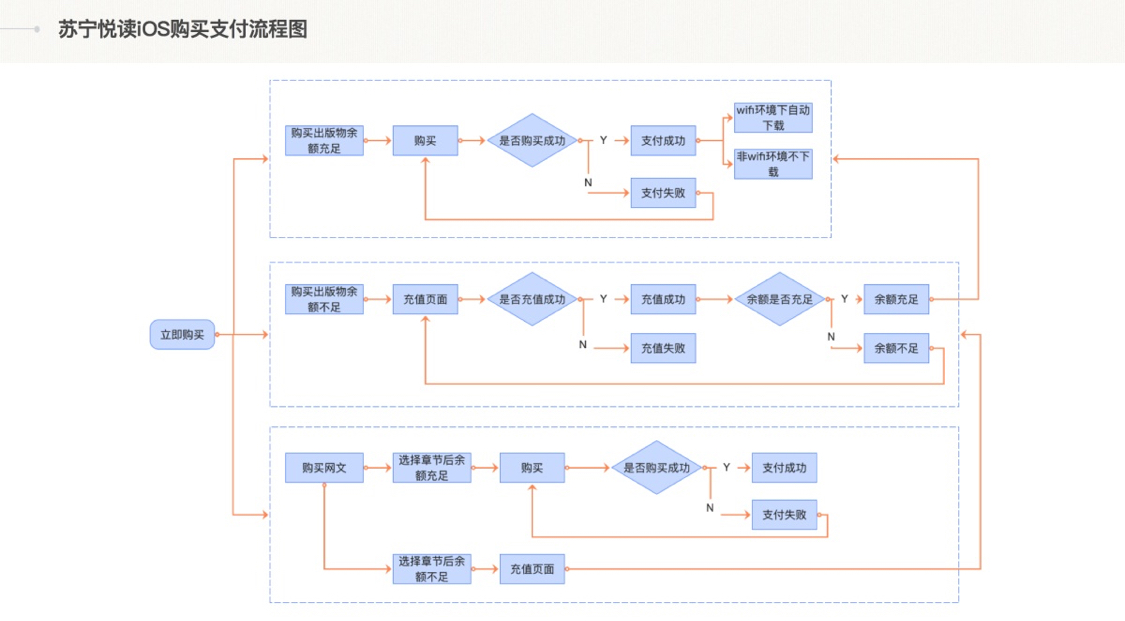 苏宁悦读iOS购买支付流程图
购买出版物余
额充足
购买
是否购买成功
Y
支付成功
wifi环境下自动
下载
非wifi环境不下
载
N
支付失败
购买出版物余
额不足
充值页面
是否充值成功
Y
充值成功
余额是否充足
Y
余额充足
N
充值失败
N
余额不足
立即购买
购买网文
选择章节后余
额充足
购买
是否购买成功
Y
支付成功
N
支付失败
选择章节后余
额不足
充值页面